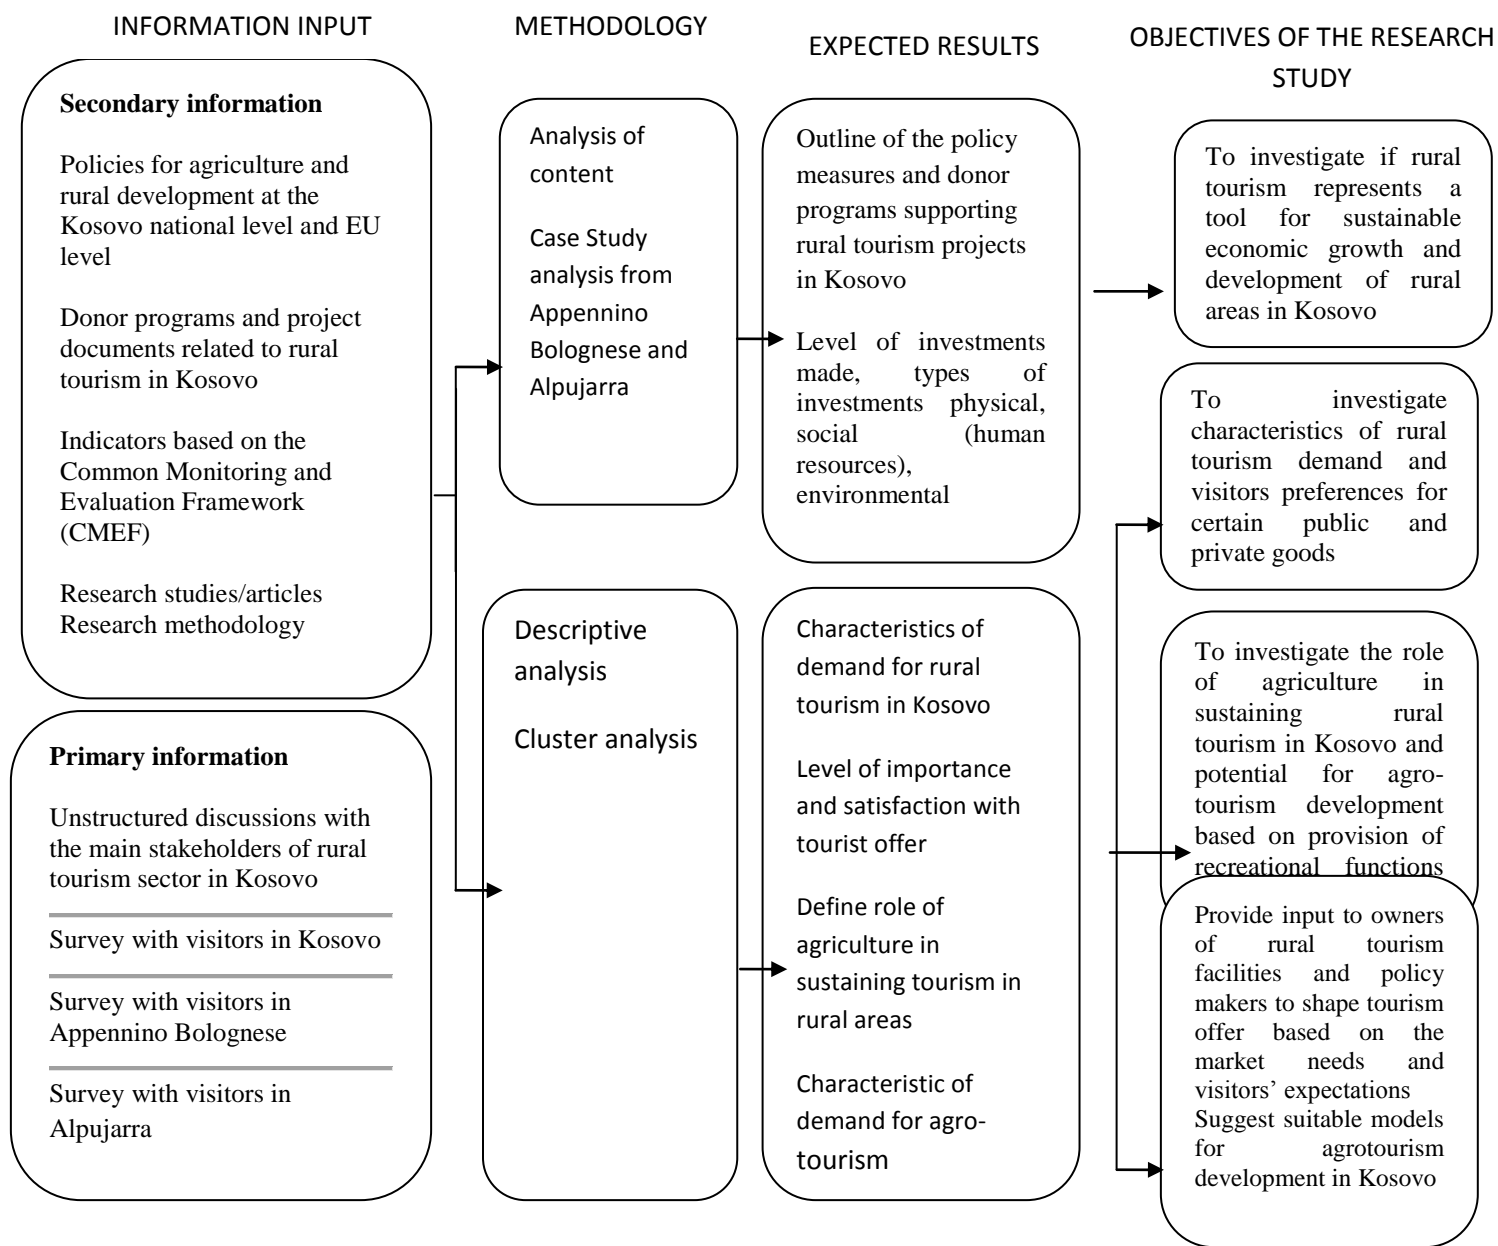 INFORMATION INPUT
METHODOLOGY
EXPECTED RESULTS
OBJECTIVES OF THE RESEARCH
STUDY
Secondary information
Policies for agriculture and
rural development at the
Kosovo national level and EU
level
Donor programs and project
documents related to rural
tourism in Kosovo
Indicators based on the
Common Monitoring and
Evaluation Framework
(CMEF)
Research studies/articles
Research methodology
Primary information
Unstructured discussions with
the main stakeholders of rural
tourism sector in Kosovo
Survey with visitors in Kosovo
Survey with visitors in
Appennino Bolognese
Survey with visitors in
Alpujarra
Analysis of
content
Case Study
analysis from
Appennino
Bolognese and
Alpujarra
Descriptive
analysis
Cluster analysis
Outline of the policy
measures and donor
programs supporting
rural tourism projects
in Kosovo
Level of investments
made, types of
investments physical,
social (human
resources),
environmental
Characteristics of
demand for rural
tourism in Kosovo
Level of importance
and satisfaction with
tourist offer
Define role of
agriculture in
sustaining tourism in
rural areas
Characteristic of
demand for agro-
tourism
To investigate if rural
tourism represents a
tool for sustainable
economic growth and
development of rural
areas in Kosovo
To investigate
characteristics of rural
tourism demand and
visitors preferences for
certain public and
private goods
To investigate the role
of agriculture in
sustaining rural
tourism in Kosovo and
potential for agro-
tourism development
based on provision of
recreational functions
Provide input to owners
of rural tourism
facilities and policy
makers to shape tourism
offer based on the
market needs and
visitors' expectations
Suggest suitable models
for agrotourism
development in Kosovo